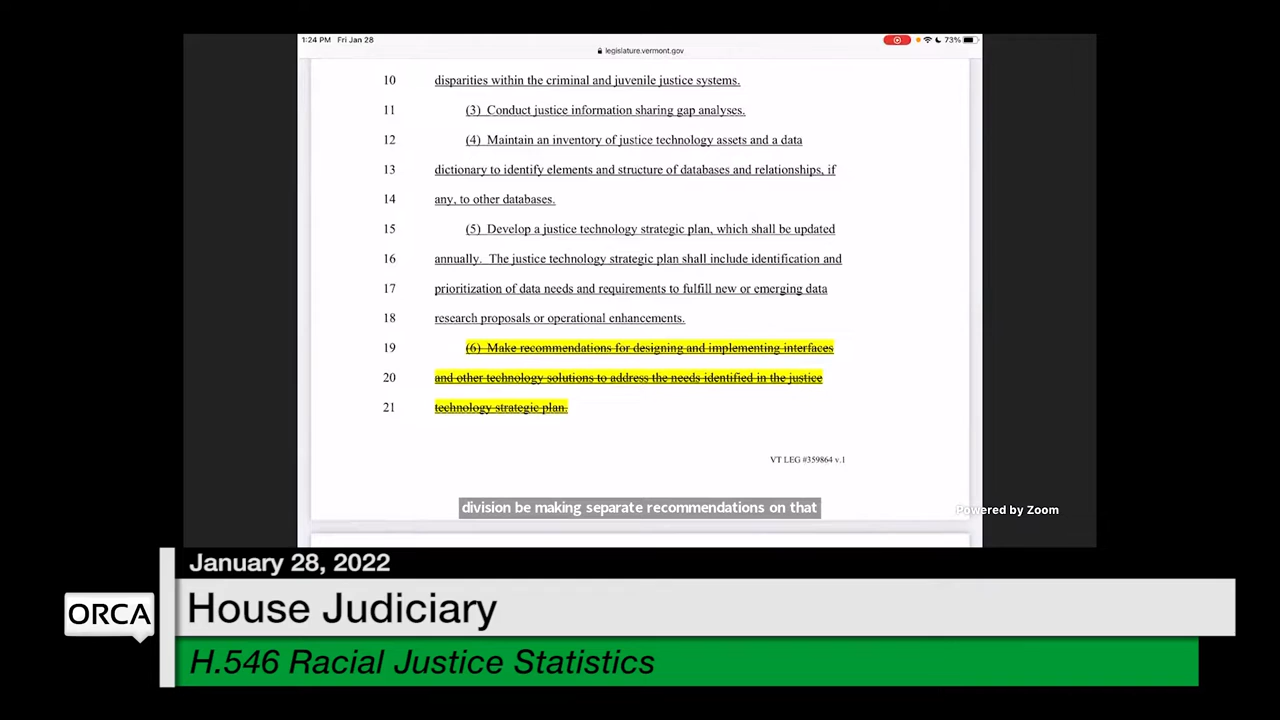 1:24 PM Fri Jan 28
73%
legislature.vermont.gov
10 disparities within the criminal and juvenile justice systems.
11 (3) Conduct justice information sharing gap analyses.
12 (4) Maintain an inventory of justice technology assets and a data
13 dictionary to identify elements and structure of databases and relationships, if
14 any, to other databases.
15 (5) Develop a justice technology strategic plan, which shall be updated
16 annually. The justice technology strategic plan shall include identification and
17 prioritization of data needs and requirements to fulfill new or emerging data
18 research proposals or operational enhancements.
19 (6) Make recommendations for designing and implementing interfaces
20 and other technology solutions to address the needs identified in the justice
21 technology strategic plan.
VT LEG #359864 v.1
division be making separate recommendations on that
Powered by Zoom
January 28, 2022
ORCA
House Judiciary
H.546 Racial Justice Statistics